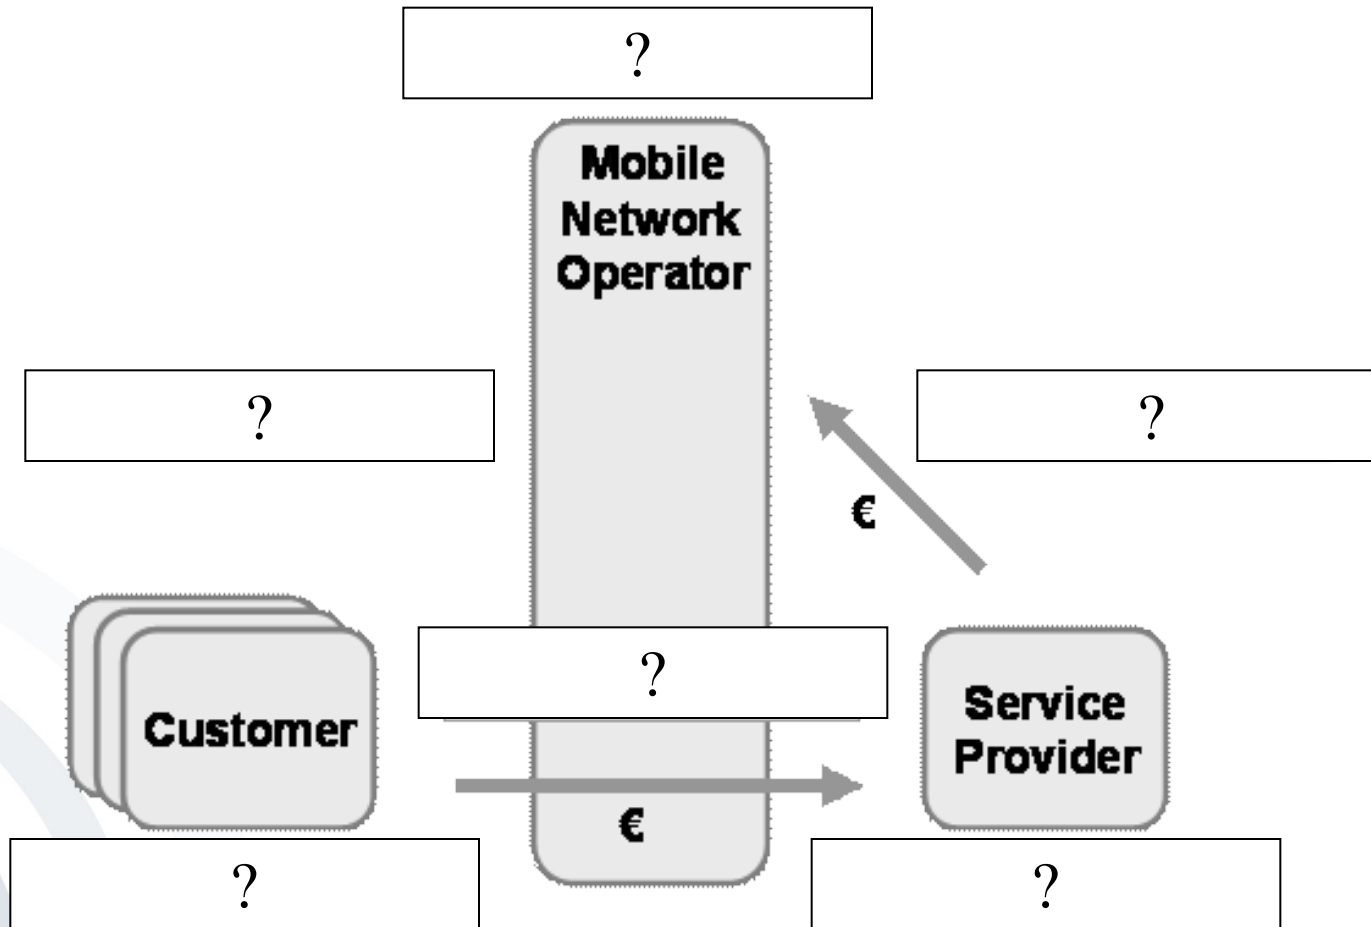 ?
Mobile
Network
Operator
?
?
€
?
Customer
Service
Provider
€
?
?